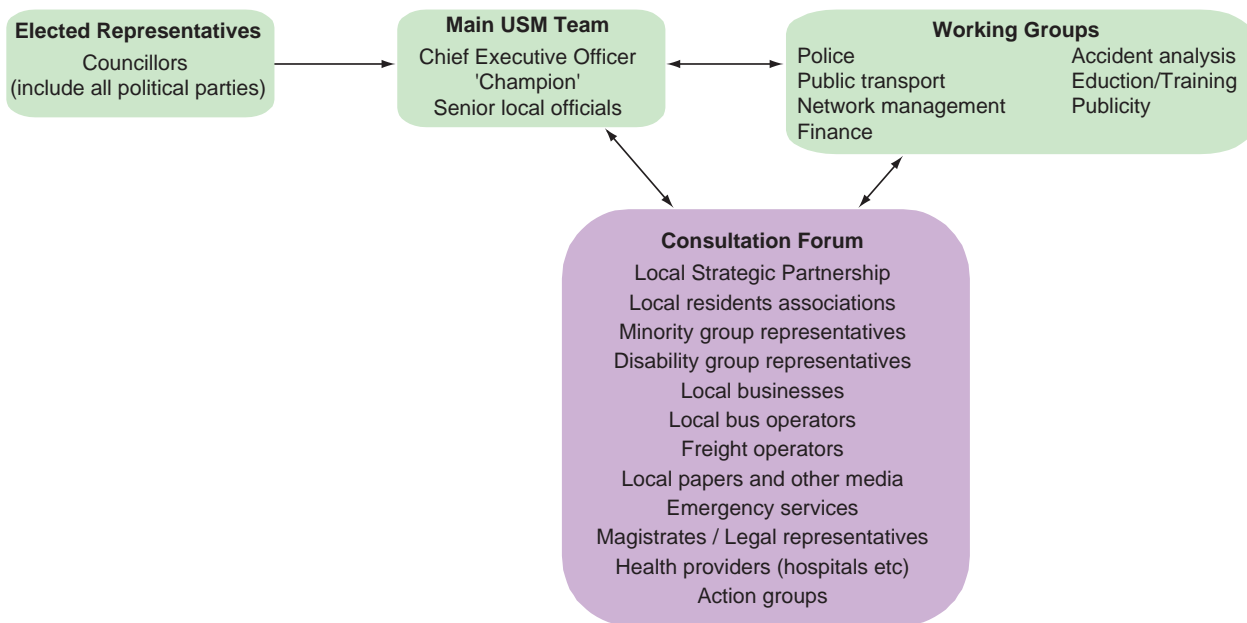 Elected Representatives
Councillors
(include all political parties)
Main USM Team
Chief Executive Officer
'Champion'
Senior local officials
Working Groups
Police
Public transport
Network management
Finance
Accident analysis
Eduction/Training
Publicity
Consultation Forum
Local Strategic Partnership
Local residents associations
Minority group representatives
Disability group representatives
Local businesses
Local bus operators
Freight operators
Local papers and other media
Emergency services
Magistrates / Legal representatives
Health providers (hospitals etc)
Action groups